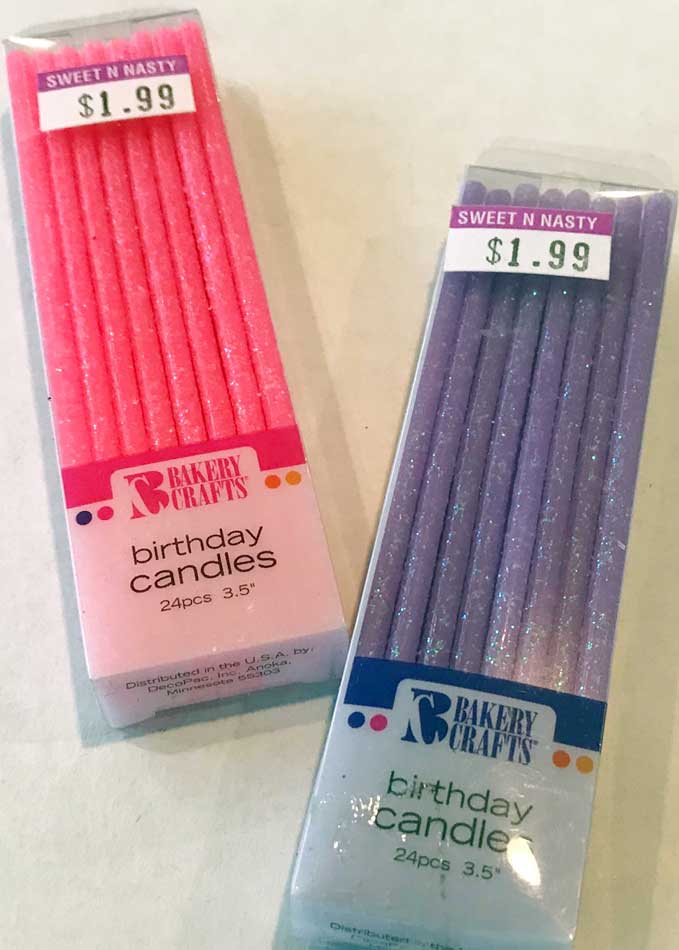 SWEET N NASTY
$1.99
BAKERY
CRAFTS
birthday
candles
24pcs 3.5"
Distributed in the U.S.A. by:
DecoPac, Inc. Anoka,
Minnesota 55303
SWEET N NASTY
$1.99
BAKERY
CRAFTS
birthday
candles
24pcs 3.5"
Distributed